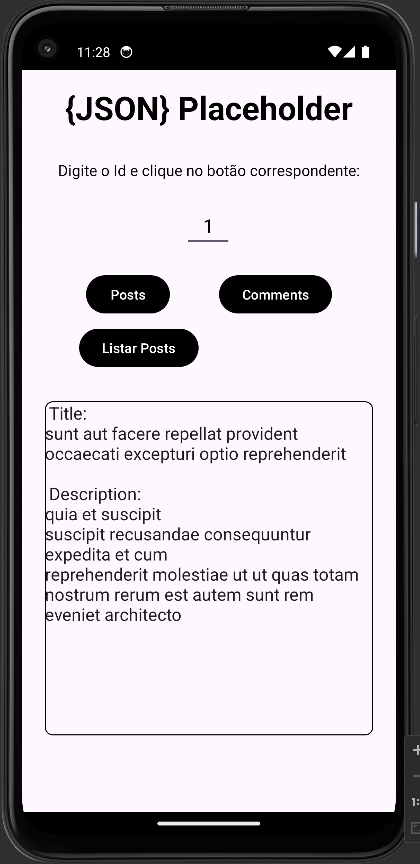 11:28
{JSON} Placeholder
Digite o Id e clique no botão correspondente:
1
Posts Comments
Listar Posts
Title:
sunt aut facere repellat provident
occaecati excepturi optio reprehenderit
Description:
quia et suscipit
suscipit recusandae consequuntur
expedita et cum
reprehenderit molestiae ut ut quas totam
nostrum rerum est autem sunt rem
eveniet architecto
1: